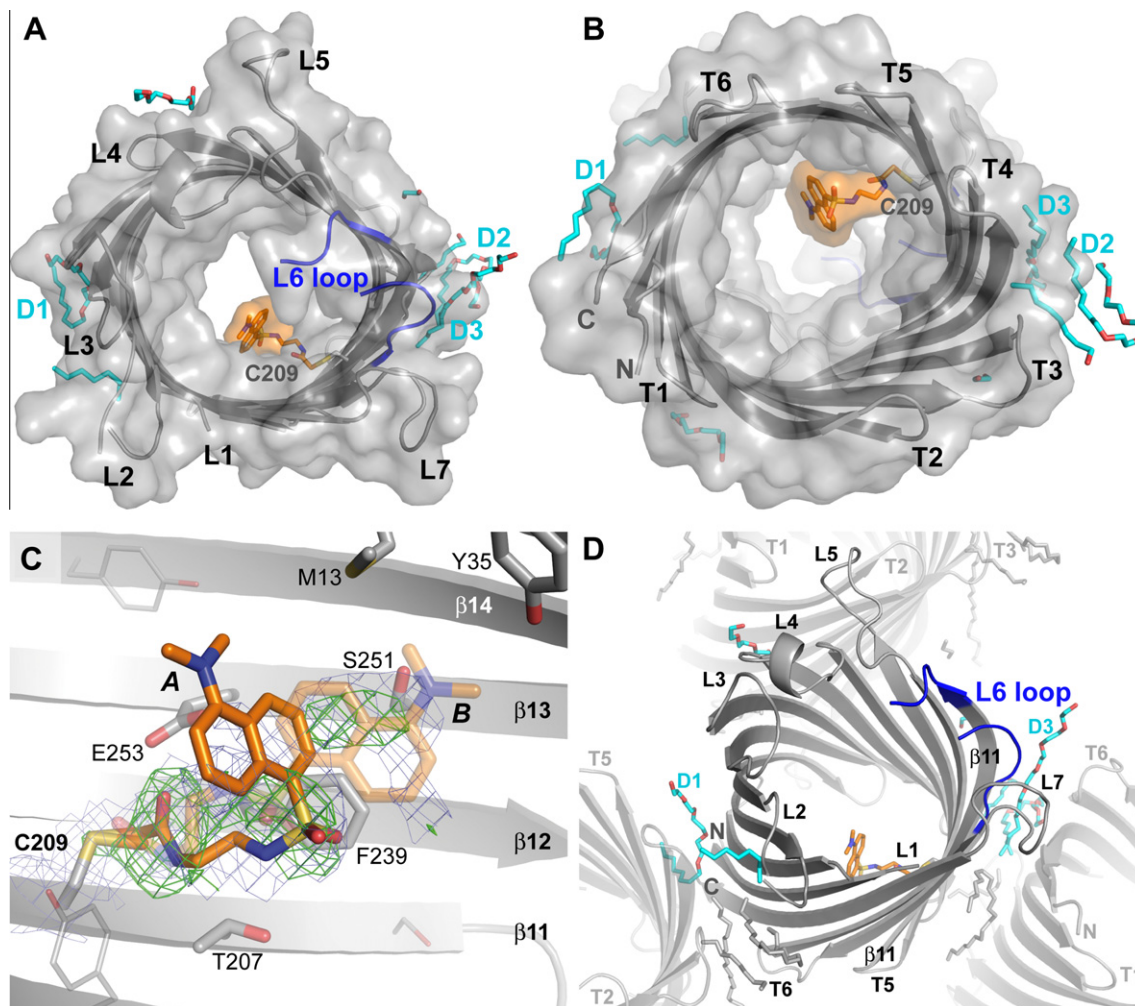 A
L5
L4
L6 loop
D2
D1
D3
L3
C209
L2
L1
L7
B
T5
T6
T4
D1
C209
D3
D2
C
N
T1
T3
T2
C
M13
Y35
β14
A
S251
B
β13
E253
C209
F239
β12
T207
β11
D
T1
L5
T2
T3
L4
L3
L6 loop
D3
T6
T5
D1
β11
L7
L2
N
L1
C
N
β11
T6
T5
T2